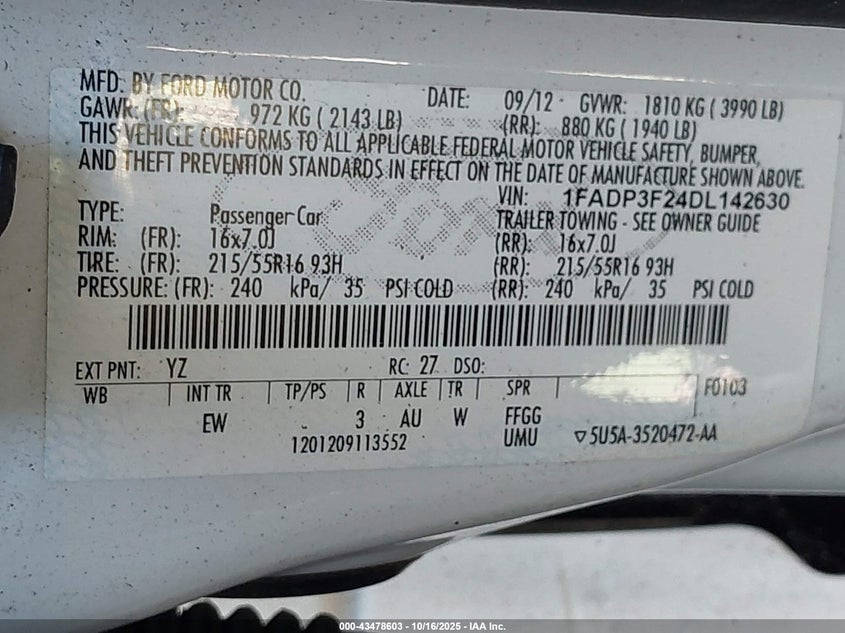 MFD. BY FORD MOTOR CO. DATE: 09/12 GVWR: 1810 KG ( 3990 LB)
GAWR: (FR): 972 KG ( 2143 LB) (RR): 880 KG ( 1940 LB)
THIS VEHICLE CONFORMS TO ALL APPLICABLE FEDERAL MOTOR VEHICLE SAFETY, BUMPER,
AND THEFT PREVENTION STANDARDS IN EFFECT ON THE DATE OF MANUFACTURE SHOWN ABOVE.
VIN: 1FADP3F24DL142630
TYPE: Passenger Car TRAILER TOWING - SEE OWNER GUIDE
RIM: (FR): 16x7.0J (RR): 16x7.0J
TIRE: (FR): 215/55R16 93H (RR): 215/55R16 93H
PRESSURE: (FR): 240 kPa/ 35 PSI COLD (RR): 240 kPa/ 35 PSI COLD
EXT PNT: YZ RC: 27 DSO:
WB | INT TR | TP/PS | R | AXLE | TR | SPR | F0103
EW 3 AU W FFGG
1201209113552 UMU ▽5U5A-3520472-AA
000-43478603 - 10/16/2025 - IAA Inc.